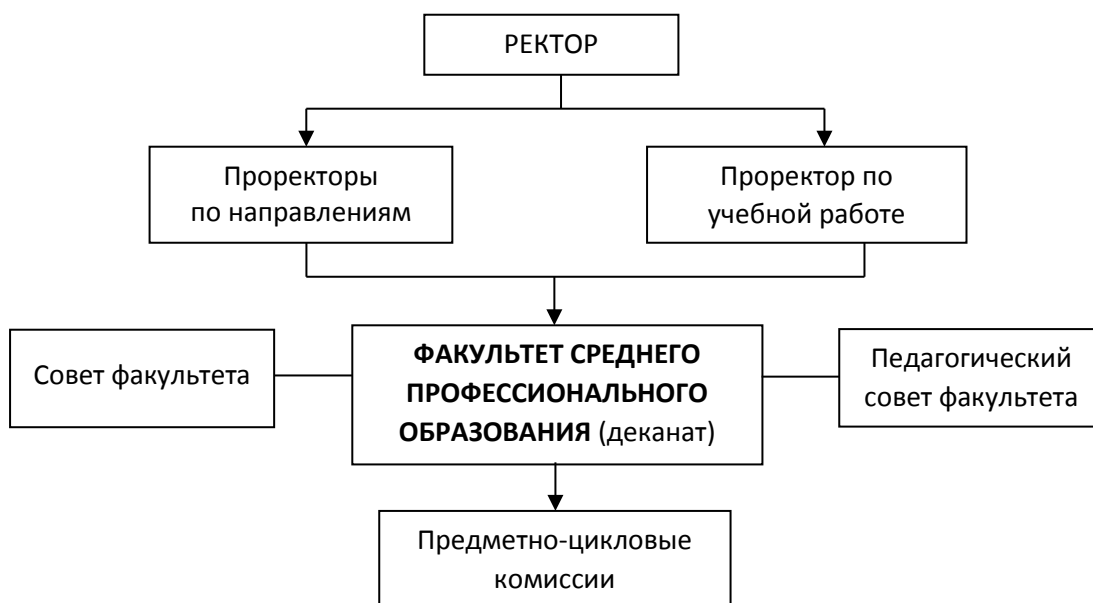 РЕКТОР
Проректоры
по направлениям
Проректор по
учебной работе
Совет факультета
ФАКУЛЬТЕТ СРЕДНЕГО
ПРОФЕССИОНАЛЬНОГО
ОБРАЗОВАНИЯ (деканат)
Педагогический
совет факультета
Предметно-цикловые
комиссии